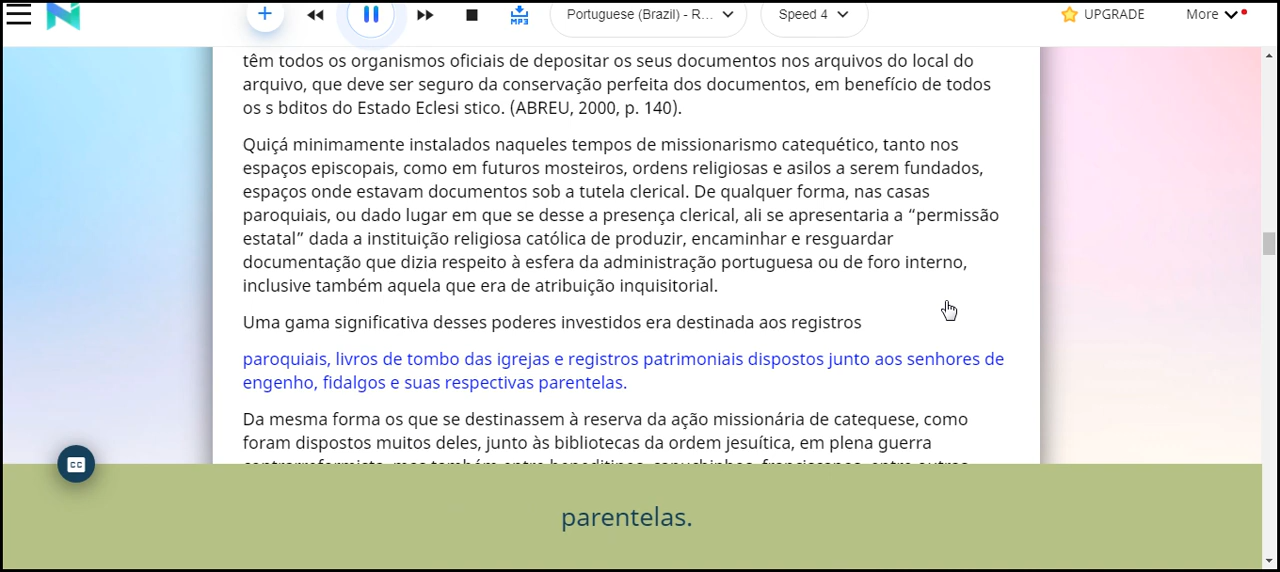 MP3
Portuguese (Brazil) - R...
Speed 4
UPGRADE
More
têm todos os organismos oficiais de depositar os seus documentos nos arquivos do local do
arquivo, que deve ser seguro da conservação perfeita dos documentos, em benefício de todos
os s bditos do Estado Eclesi stico. (ABREU, 2000, p. 140).
Quiçá minimamente instalados naqueles tempos de missionarismo catequético, tanto nos
espaços episcopais, como em futuros mosteiros, ordens religiosas e asilos a serem fundados,
espaços onde estavam documentos sob a tutela clerical. De qualquer forma, nas casas
paroquiais, ou dado lugar em que se desse a presença clerical, ali se apresentaria a “permissão
estatal” dada a instituição religiosa católica de produzir, encaminhar e resguardar
documentação que dizia respeito à esfera da administração portuguesa ou de foro interno,
inclusive também aquela que era de atribuição inquisitorial.
Uma gama significativa desses poderes investidos era destinada aos registros
paroquiais, livros de tombo das igrejas e registros patrimoniais dispostos junto aos senhores de
engenho, fidalgos e suas respectivas parentelas.
Da mesma forma os que se destinassem à reserva da ação missionária de catequese, como
foram dispostos muitos deles, junto às bibliotecas da ordem jesuítica, em plena guerra
CC
parentelas.